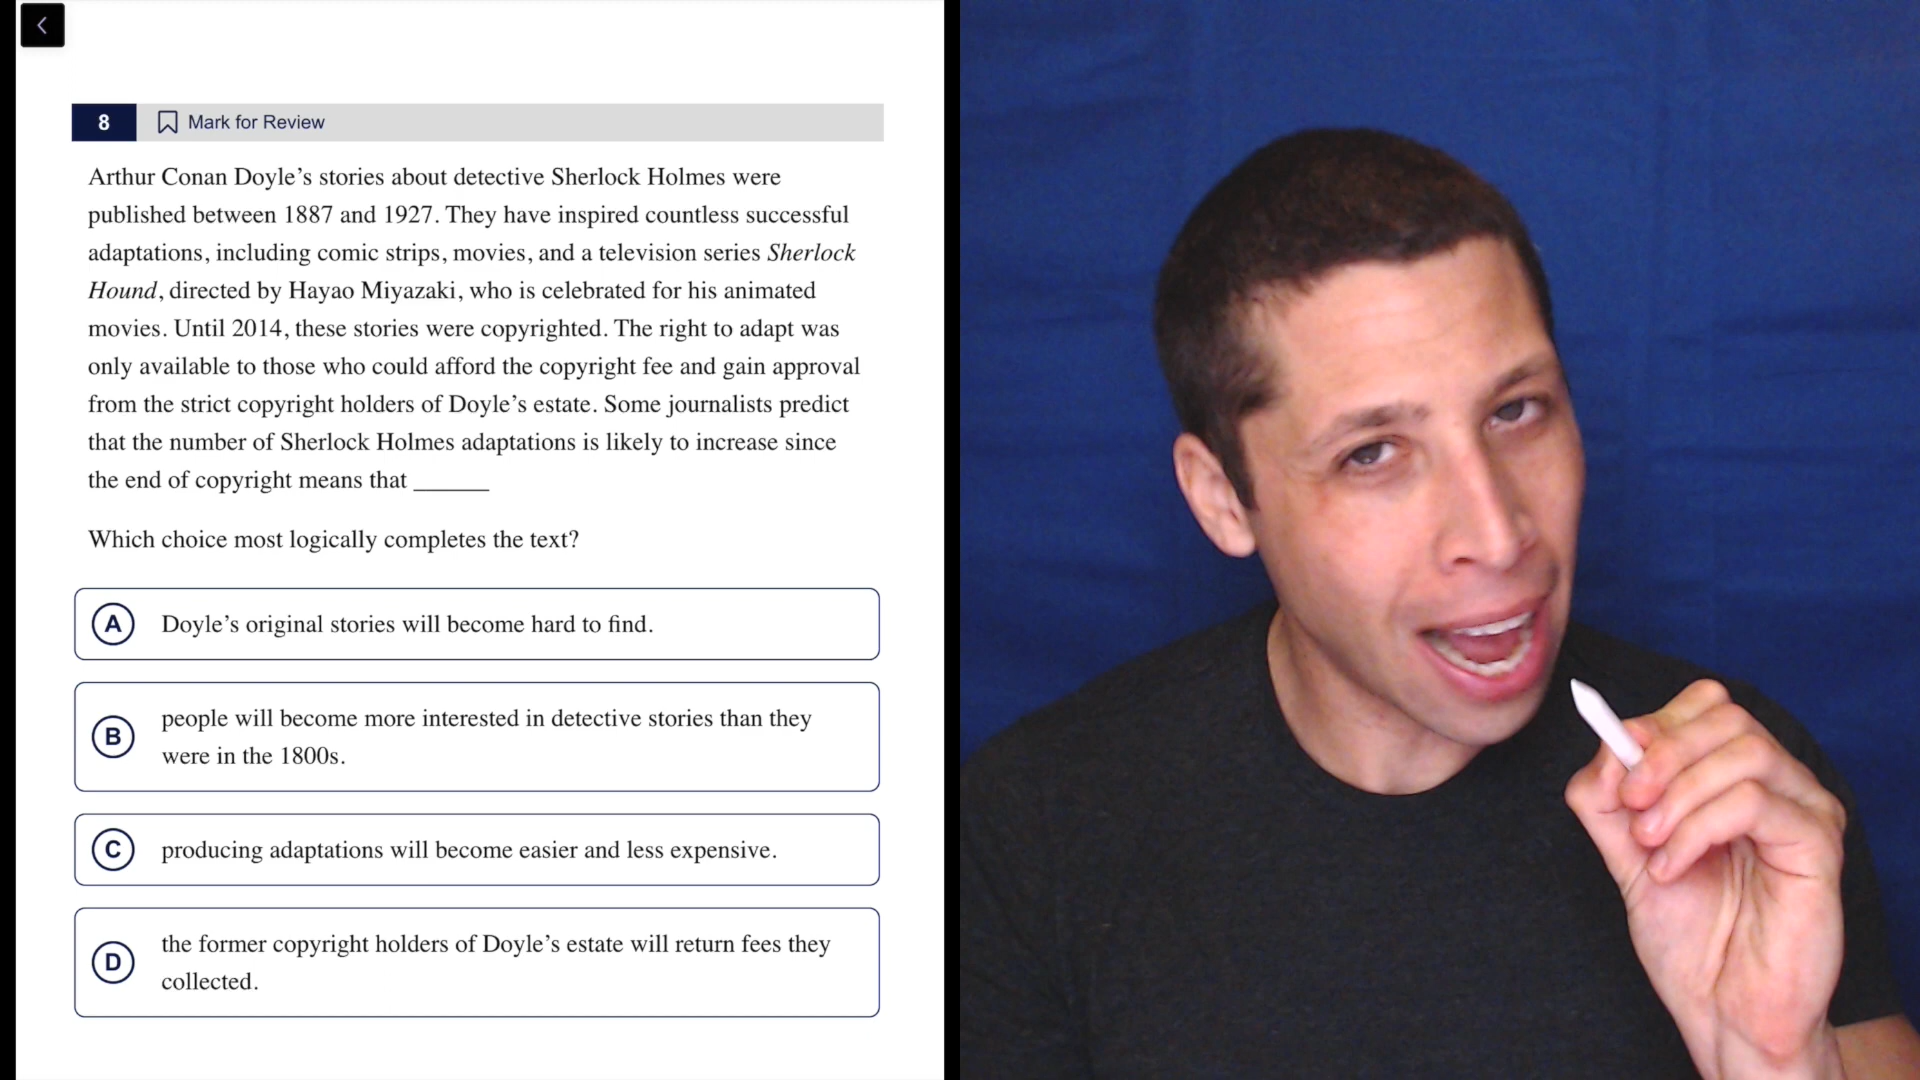 8 Mark for Review
Arthur Conan Doyle’s stories about detective Sherlock Holmes were
published between 1887 and 1927. They have inspired countless successful
adaptations, including comic strips, movies, and a television series Sherlock
Hound, directed by Hayao Miyazaki, who is celebrated for his animated
movies. Until 2014, these stories were copyrighted. The right to adapt was
only available to those who could afford the copyright fee and gain approval
from the strict copyright holders of Doyle’s estate. Some journalists predict
that the number of Sherlock Holmes adaptations is likely to increase since
the end of copyright means that ______
Which choice most logically completes the text?
A Doyle’s original stories will become hard to find.
B people will become more interested in detective stories than they
were in the 1800s.
C producing adaptations will become easier and less expensive.
D the former copyright holders of Doyle’s estate will return fees they
collected.